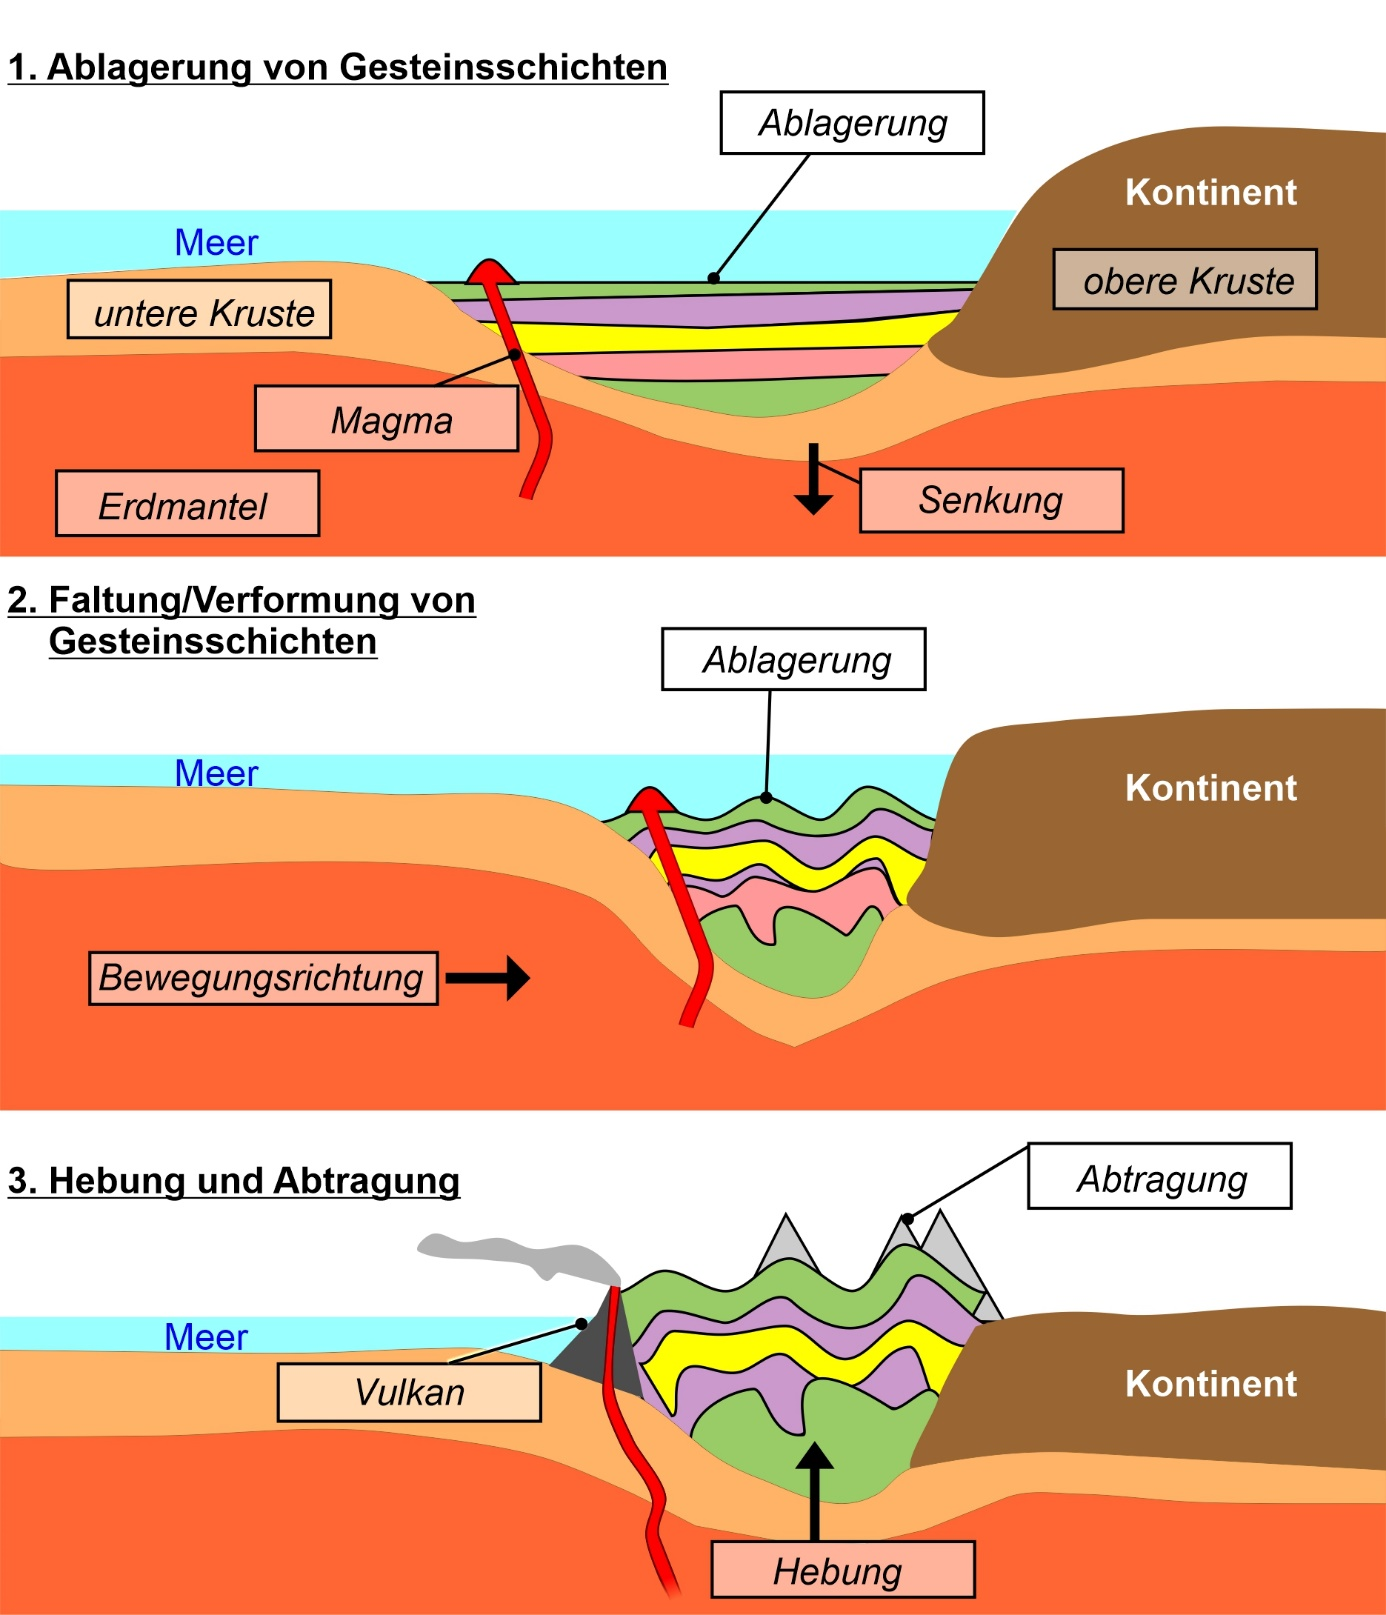 1. Ablagerung von Gesteinsschichten
Ablagerung
Kontinent
Meer
obere Kruste
untere Kruste
Magma
Erdmantel
Senkung
2. Faltung/Verformung von
Gesteinsschichten
Ablagerung
Meer
Kontinent
Bewegungsrichtung
3. Hebung und Abtragung
Abtragung
Meer
Vulkan
Kontinent
Hebung